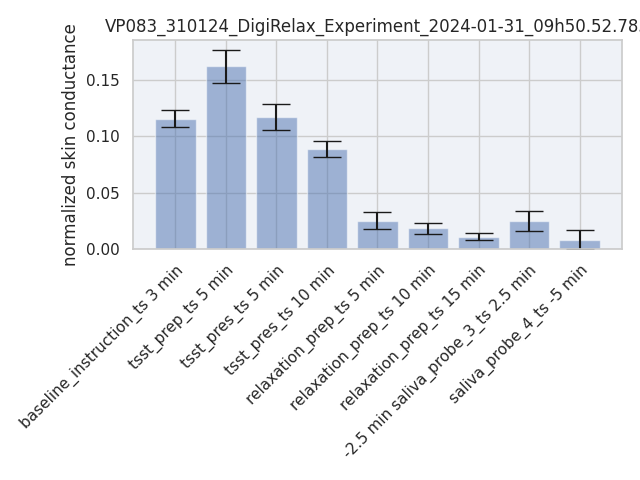 VP083_310124_DigiRelax_Experiment_2024-01-31_09h50.52.78
normalized skin conductance
0.15
0.10
0.05
0.00
baseline_instruction_ts 3 min
tsst_prep_ts 5 min
tsst_pres_ts 5 min
tsst_pres_ts 10 min
relaxation_prep_ts 5 min
relaxation_prep_ts 10 min
relaxation_prep_ts 15 min
-2.5 min saliva_probe_3_ts 2.5 min
saliva_probe_4_ts -5 min